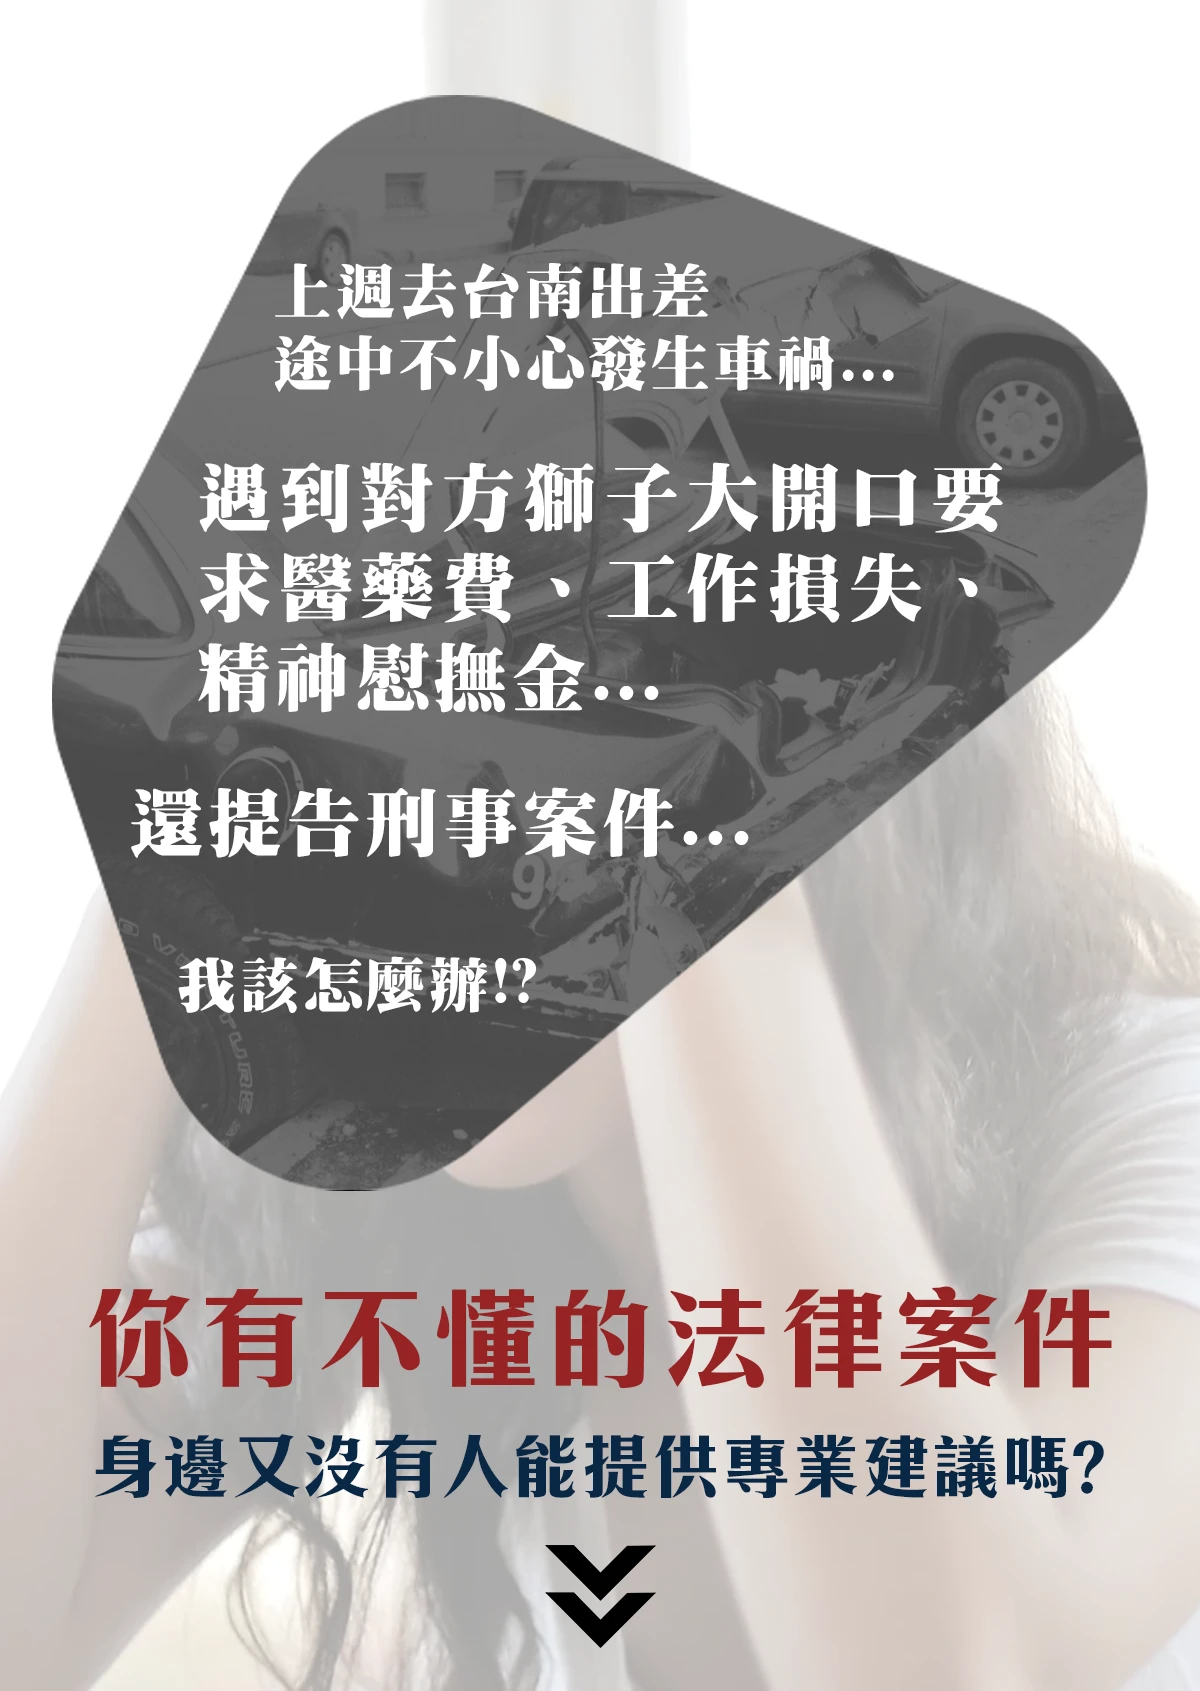 上週去台南出差
途中不小心發生車禍...
遇到對方獅子大開口要
求醫藥費、工作損失、
精神慰撫金...
還提告刑事案件...
9
我該怎麼辦!?
你有不懂的法律案件
身邊又沒有人能提供專業建議嗎?